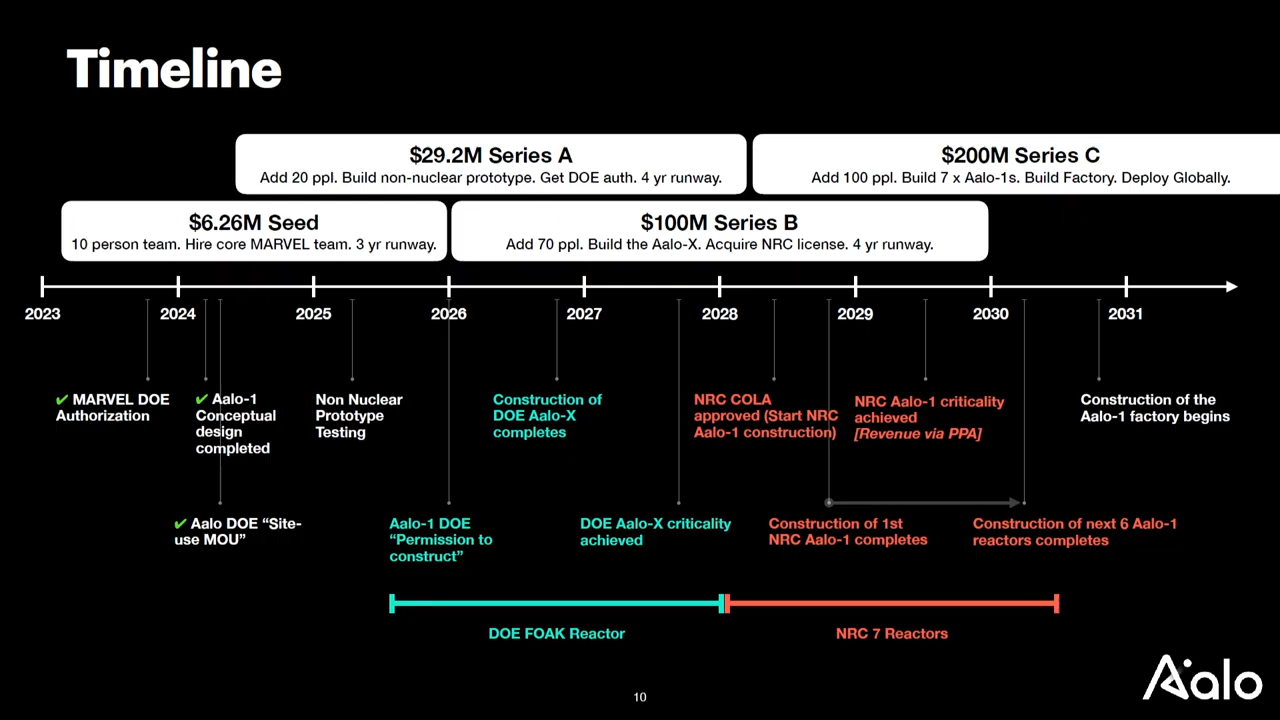 Timeline
$29.2M Series A
Add 20 ppl. Build non-nuclear prototype. Get DOE auth. 4 yr runway.
$200M Series C
Add 100 ppl. Build 7 x Aalo-1s. Build Factory. Deploy Globally.
$6.26M Seed
10 person team. Hire core MARVEL team. 3 yr runway.
$100M Series B
Add 70 ppl. Build the Aalo-X. Acquire NRC license. 4 yr runway.
2023
2024
2025
2026
2027
2028
2029
2030
2031
✔ MARVEL DOE
Authorization
✔ Aalo-1
Conceptual
design
completed
Non Nuclear
Prototype
Testing
Construction of
DOE Aalo-X
completes
NRC COLA
approved (Start NRC
Aalo-1 construction)
NRC Aalo-1 criticality
achieved
[Revenue via PPA]
Construction of the
Aalo-1 factory begins
✔ Aalo DOE “Site-
use MOU”
Aalo-1 DOE
“Permission to
construct”
DOE Aalo-X criticality
achieved
Construction of 1st
NRC Aalo-1 completes
Construction of next 6 Aalo-1
reactors completes
DOE FOAK Reactor
NRC 7 Reactors
10
Aalo